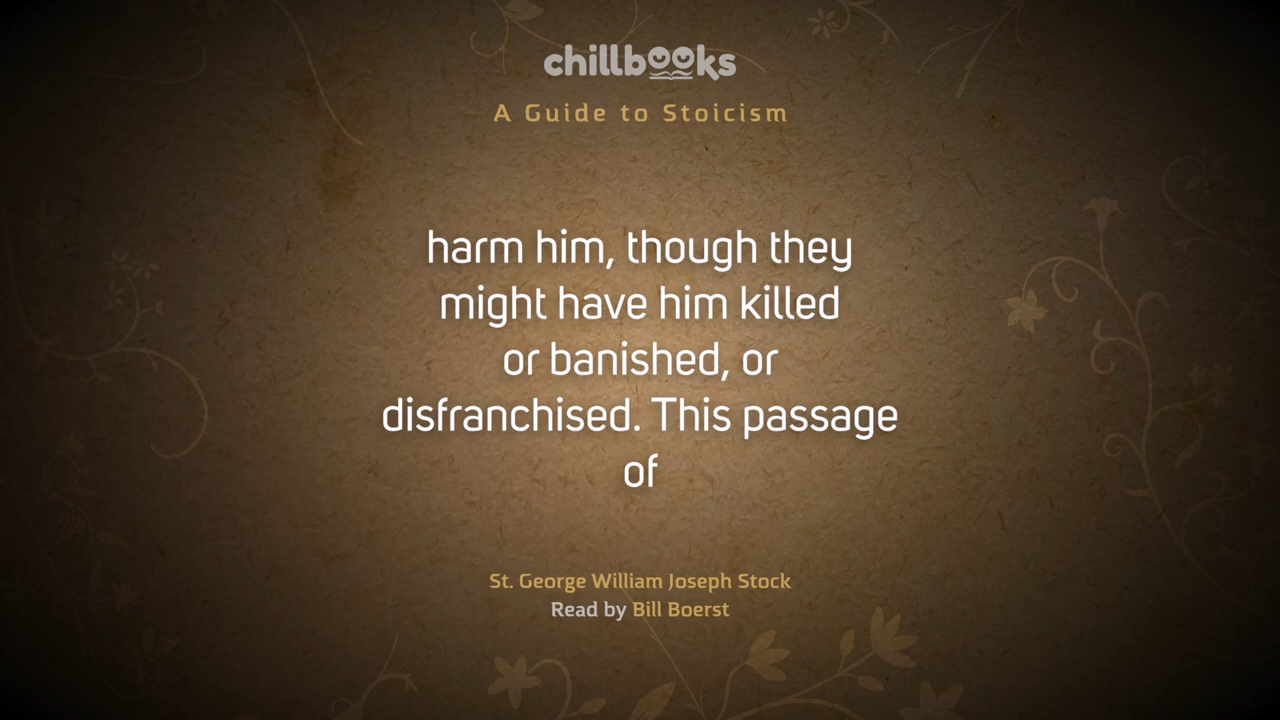 chillbooks
A Guide to Stoicism
harm him, though they
might have him killed
or banished, or
disfranchised. This passage
of
St. George William Joseph Stock
Read by Bill Boerst